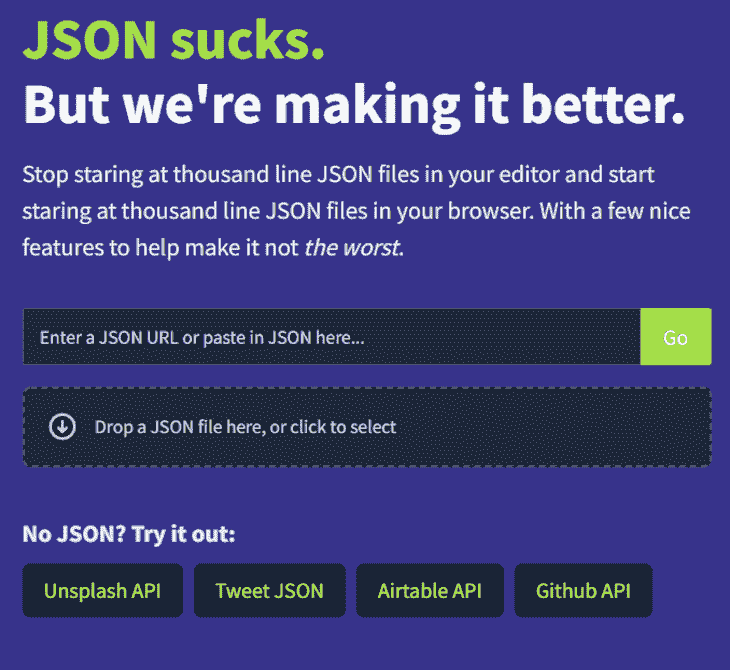 JSON sucks.
But we're making it better.
Stop staring at thousand line JSON files in your editor and start
staring at thousand line JSON files in your browser. With a few nice
features to help make it not the worst.
Enter a JSON URL or paste in JSON here...
Go
Drop a JSON file here, or click to select
No JSON? Try it out:
Unsplash API
Tweet JSON
Airtable API
Github API